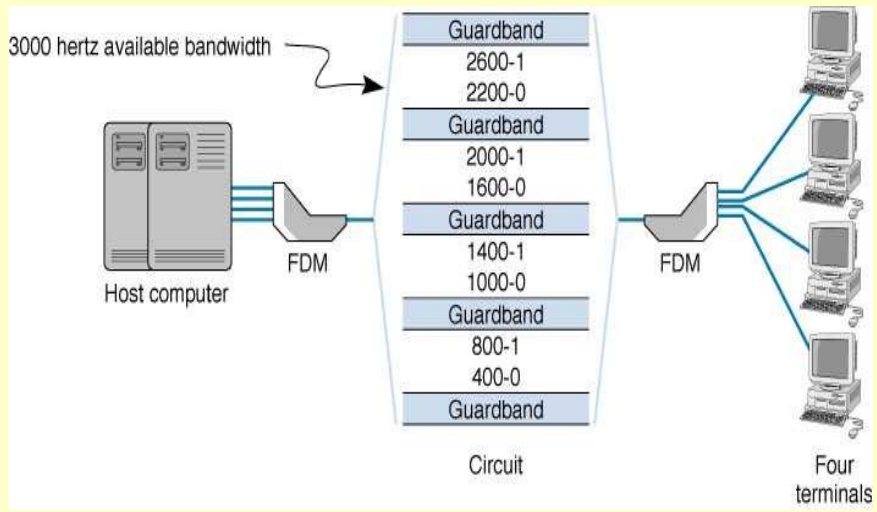 3000 hertz available bandwidth
Guardband
2600-1
2200-0
Guardband
2000-1
1600-0
Guardband
1400-1
1000-0
Guardband
800-1
400-0
Guardband
Host computer
FDM
FDM
Circuit
Four
terminals